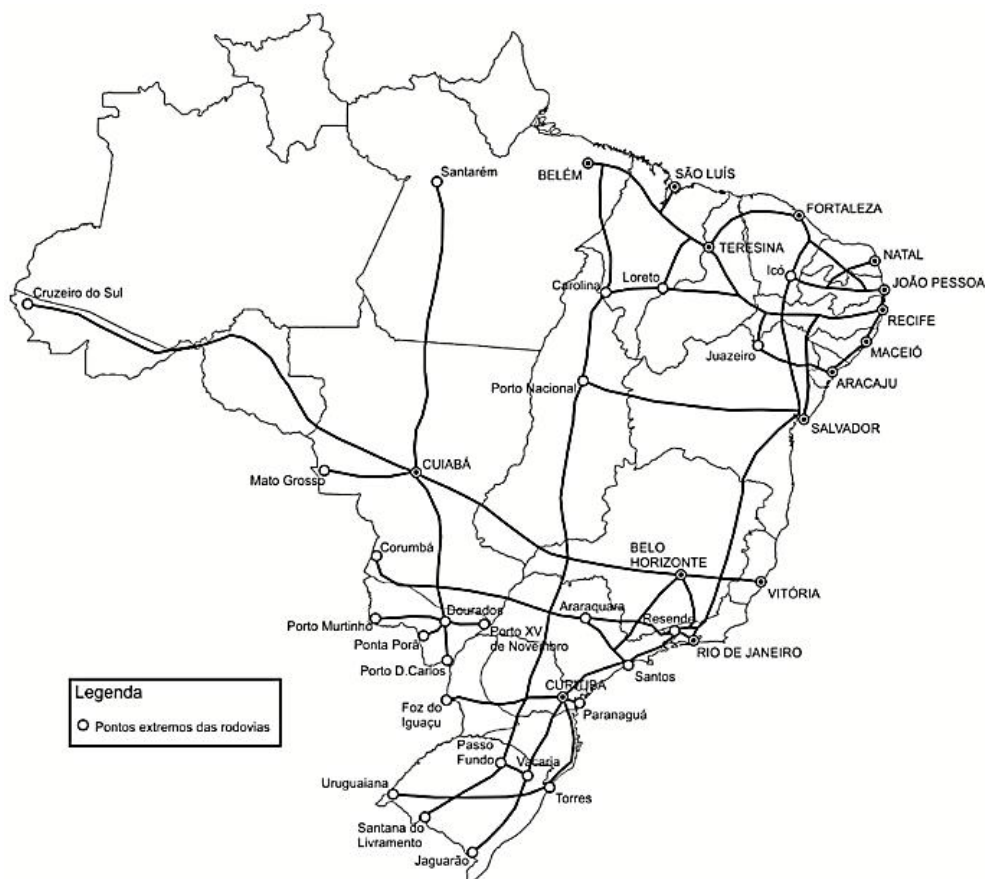 Santarém
BELÉM
SÃO LUÍS
FORTALEZA
TERESINA
NATAL
Icó
Carolina
Loreto
JOÃO PESSOA
Cruzeiro do Sul
RECIFE
Juazeiro
MACEIÓ
Porto Nacional
ARACAJU
SALVADOR
CUIABÁ
Mato Grosso
Corumbá
BELO
HORIZONTE
VITÓRIA
Araraquara
Resende
Dourados
Porto Murtinho
Porto XV
de Novembro
Ponta Porã
RIO DE JANEIRO
Porto D.Carlos
Santos
CURITIBA
Legenda
Foz do
Iguaçu
Paranaguá
Pontos extremos das rodovias
Passo
Fundo
Vacaria
Uruguaiana
Torres
Santana do
Livramento
Jaguarão